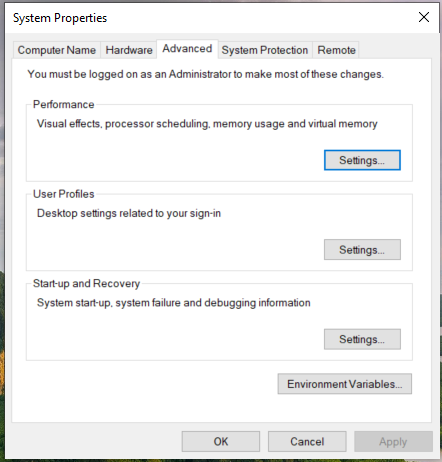 System Properties
Computer Name Hardware Advanced System Protection Remote
You must be logged on as an Administrator to make most of these changes.
Performance
Visual effects, processor scheduling, memory usage and virtual memory
Settings...
User Profiles
Desktop settings related to your sign-in
Settings...
Start-up and Recovery
System start-up, system failure and debugging information
Settings...
Environment Variables...
OK Cancel Apply